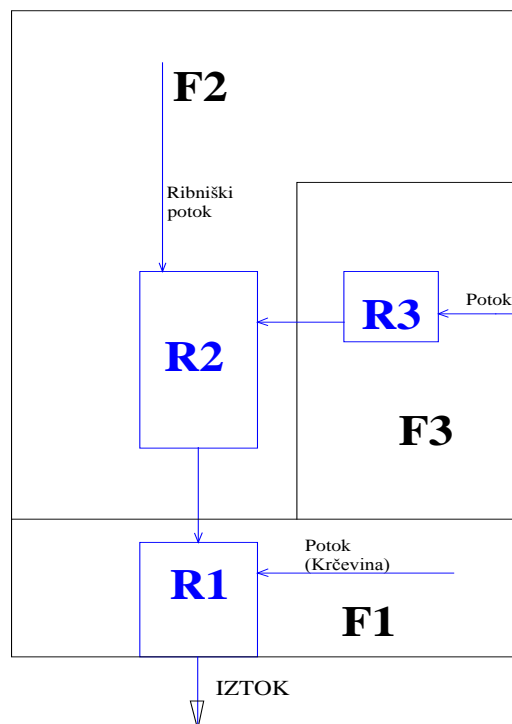 F2
Ribniški
potok
R3
Potok
R2
F3
Potok
(Krčevina)
R1
F1
IZTOK